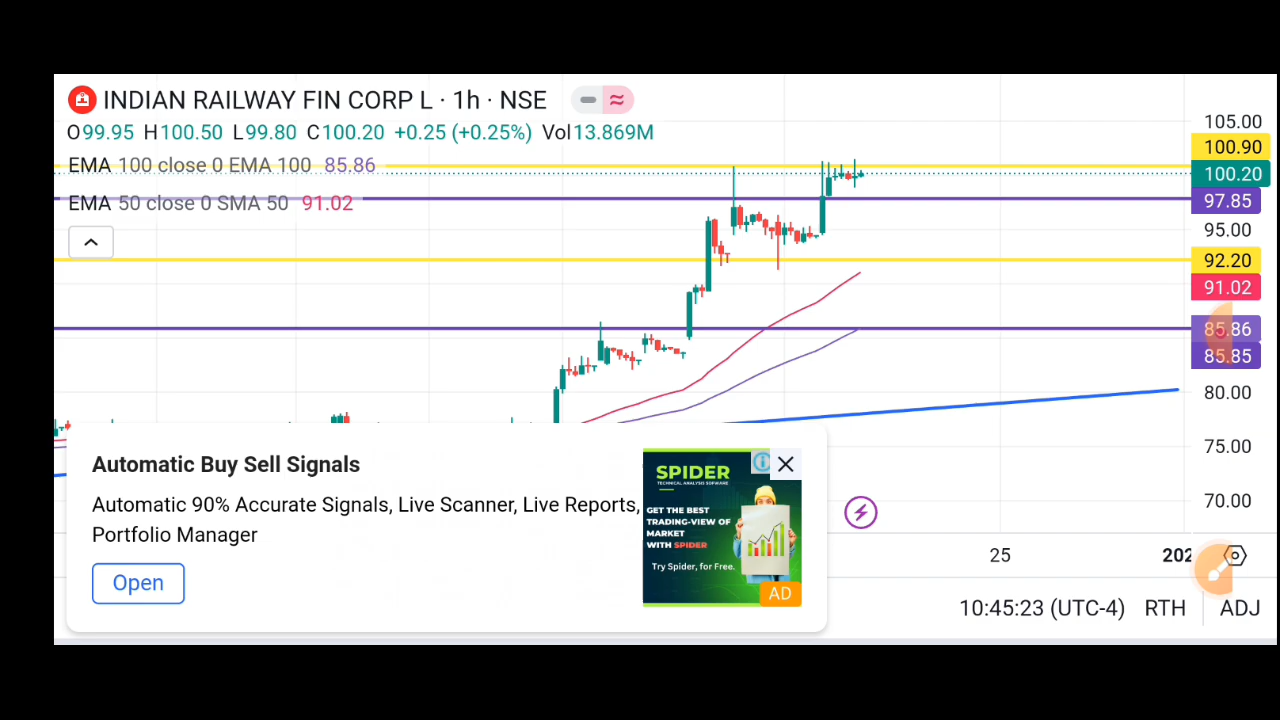 INDIAN RAILWAY FIN CORP L · 1h · NSE
O99.95 H100.50 L99.80 C100.20 +0.25 (+0.25%) Vol13.869M
EMA 100 close 0 EMA 100 85.86
EMA 50 close 0 SMA 50 91.02
105.00
100.90
100.20
97.85
95.00
92.20
91.02
85.86
85.85
80.00
75.00
70.00
Automatic Buy Sell Signals
Automatic 90% Accurate Signals, Live Scanner, Live Reports,
Portfolio Manager
Open
SPIDER
TECHNICAL ANALYSIS SOFTWARE
GET THE BEST
TRADING-VIEW OF
MARKET
WITH SPIDER
Try Spider, for Free.
AD
25
202
10:45:23 (UTC-4) RTH ADJ